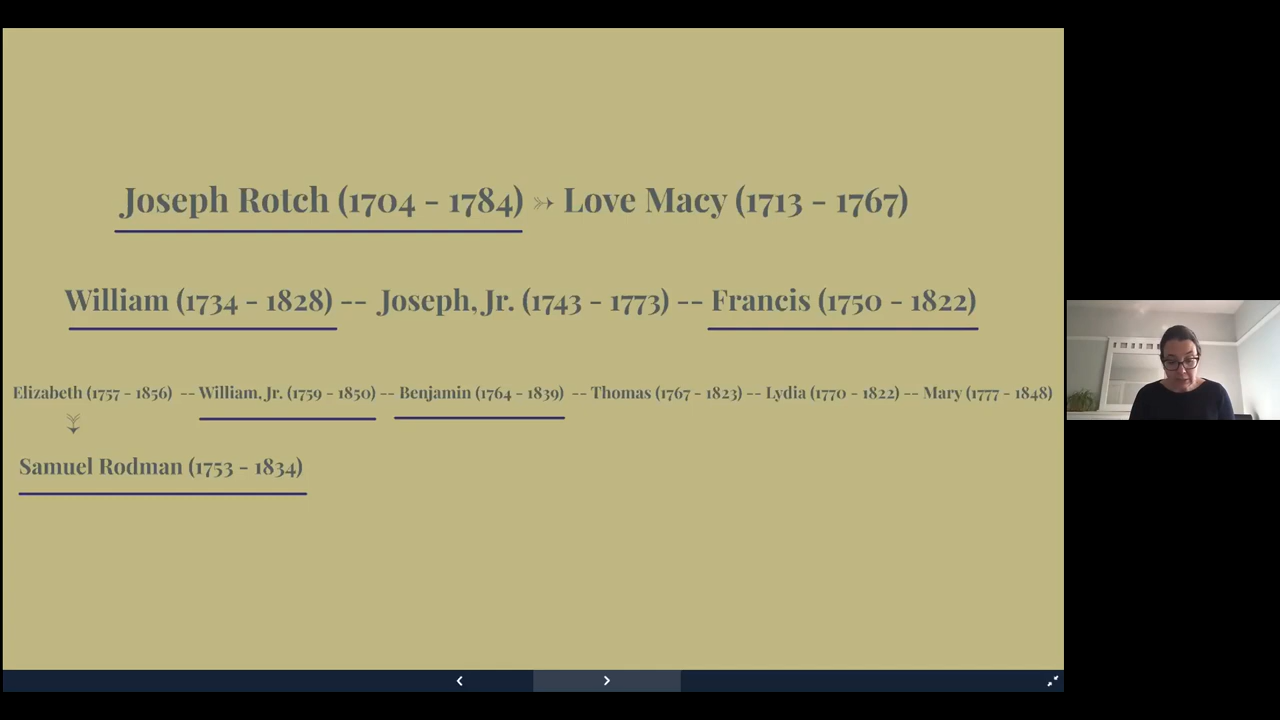 Joseph Rotch (1704 - 1784) ⤖ Love Macy (1713 - 1767)
William (1734 - 1828) -- Joseph, Jr. (1743 - 1773) -- Francis (1750 - 1822)
Elizabeth (1757 - 1856) -- William, Jr. (1759 - 1850) -- Benjamin (1764 - 1839) -- Thomas (1767 - 1823) -- Lydia (1770 - 1822) -- Mary (1777 - 1848)
Samuel Rodman (1753 - 1834)